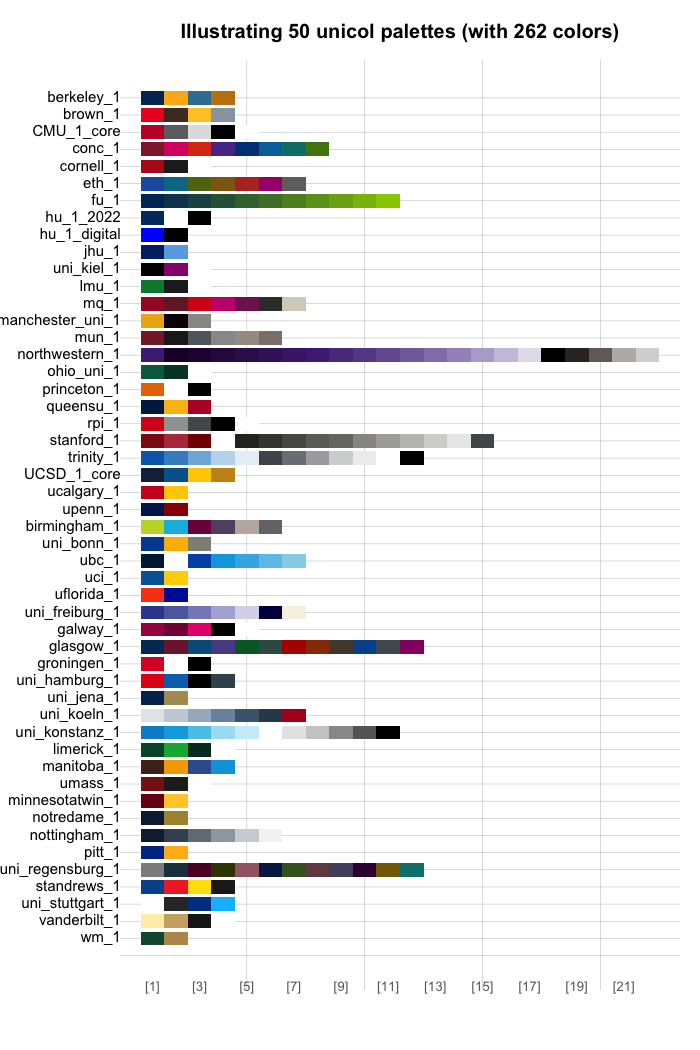 Illustrating 50 unicol palettes (with 262 colors)
berkeley_1
brown_1
CMU_1_core
conc_1
cornell_1
eth_1
fu_1
hu_1_2022
hu_1_digital
jhu_1
uni_kiel_1
lmu_1
mq_1
manchester_uni_1
mun_1
northwestern_1
ohio_uni_1
princeton_1
queensu_1
rpi_1
stanford_1
trinity_1
UCSD_1_core
ucalgary_1
upenn_1
birmingham_1
uni_bonn_1
ubc_1
uci_1
uflorida_1
uni_freiburg_1
galway_1
glasgow_1
groningen_1
uni_hamburg_1
uni_jena_1
uni_koeln_1
uni_konstanz_1
limerick_1
manitoba_1
umass_1
minnesotatwin_1
notredame_1
nottingham_1
pitt_1
uni_regensburg_1
standrews_1
uni_stuttgart_1
vanderbilt_1
wm_1
[1] [3] [5] [7] [9] [11] [13] [15] [17] [19] [21]